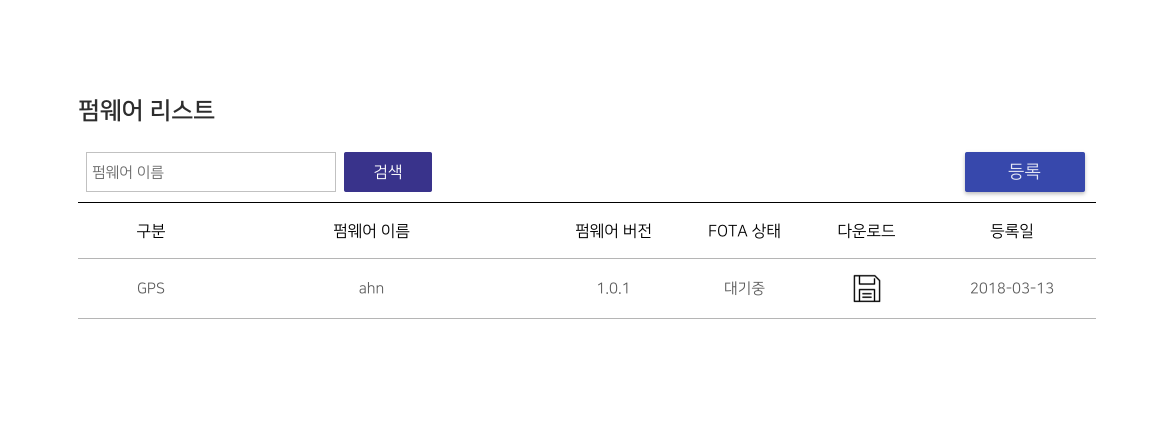 펌웨어 리스트
펌웨어 이름 검색 등록
구분 펌웨어 이름 펌웨어 버전 FOTA 상태 다운로드 등록일
GPS ahn 1.0.1 대기중 2018-03-13